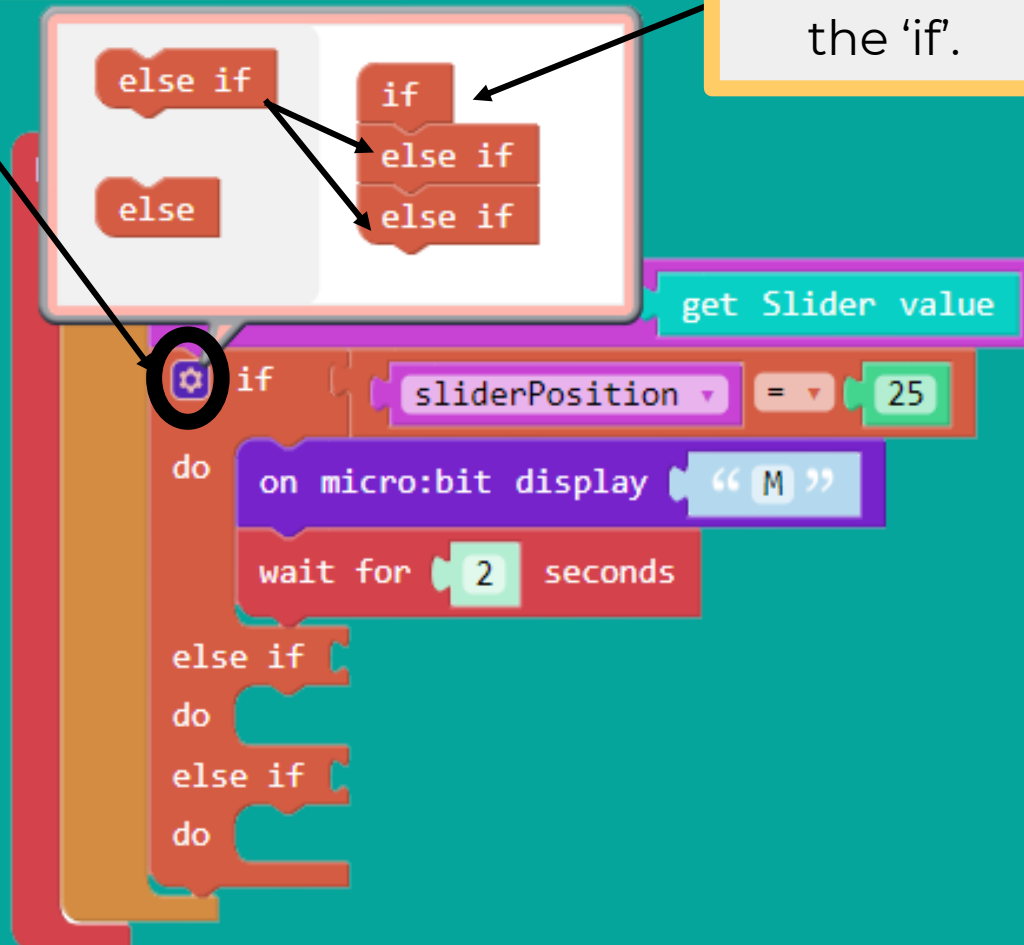 the ‘if’.
else if
else
if
else if
else if
get Slider value
if sliderPosition = 25
do on micro:bit display “ M ”
wait for 2 seconds
else if
do
else if
do